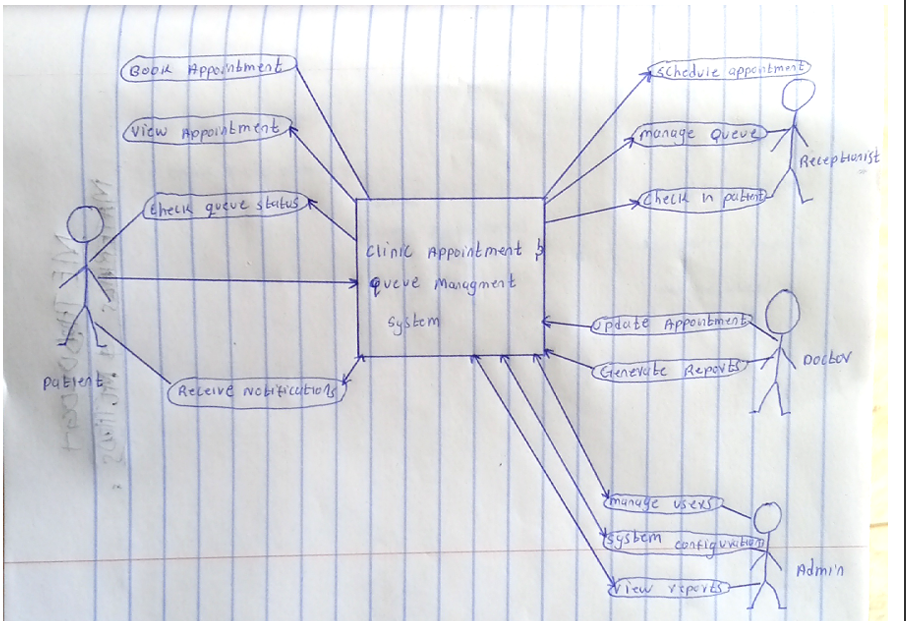 Book Appointment
View Appointment
Check queue status
Patient
Receive Notifications
Clinic Appointment &
Queue Managment
System
Schedule appointment
Manage Queue
Check in patient
Receptionist
Update Appointment
Generate Reports
Doctor
manage users
system configuration
View reports
Admin